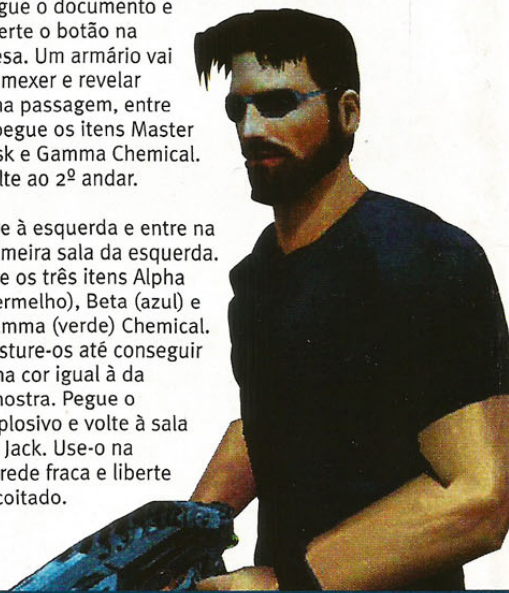 gue o documento e
erte o botão na
esa. Um armário vai
mexer e revelar
na passagem, entre
pegue os itens Master
sk e Gamma Chemical.
lte ao 2º andar.
e à esquerda e entre na
meira sala da esquerda.
e os três itens Alpha
ermelho), Beta (azul) e
mma (verde) Chemical.
sture-os até conseguir
na cor igual à da
nostra. Pegue o
plosivo e volte à sala
Jack. Use-o na
rede fraca e liberte
coitado.